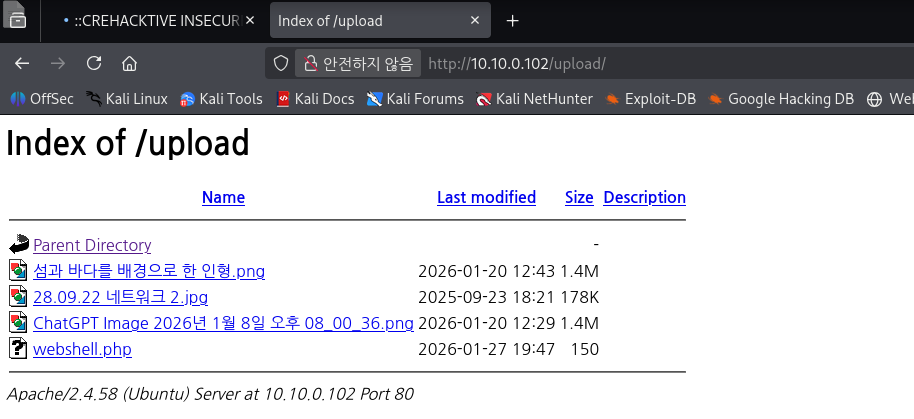 ::CREHACKTIVE INSECUR
Index of /upload
안전하지 않음 http://10.10.0.102/upload/
OffSec Kali Linux Kali Tools Kali Docs Kali Forums Kali NetHunter Exploit-DB Google Hacking DB
Index of /upload
Name Last modified Size Description
Parent Directory -
섬과 바다를 배경으로 한 인형.png 2026-01-20 12:43 1.4M
28.09.22 네트워크 2.jpg 2025-09-23 18:21 178K
ChatGPT Image 2026년 1월 8일 오후 08_00_36.png 2026-01-20 12:29 1.4M
webshell.php 2026-01-27 19:47 150
Apache/2.4.58 (Ubuntu) Server at 10.10.0.102 Port 80